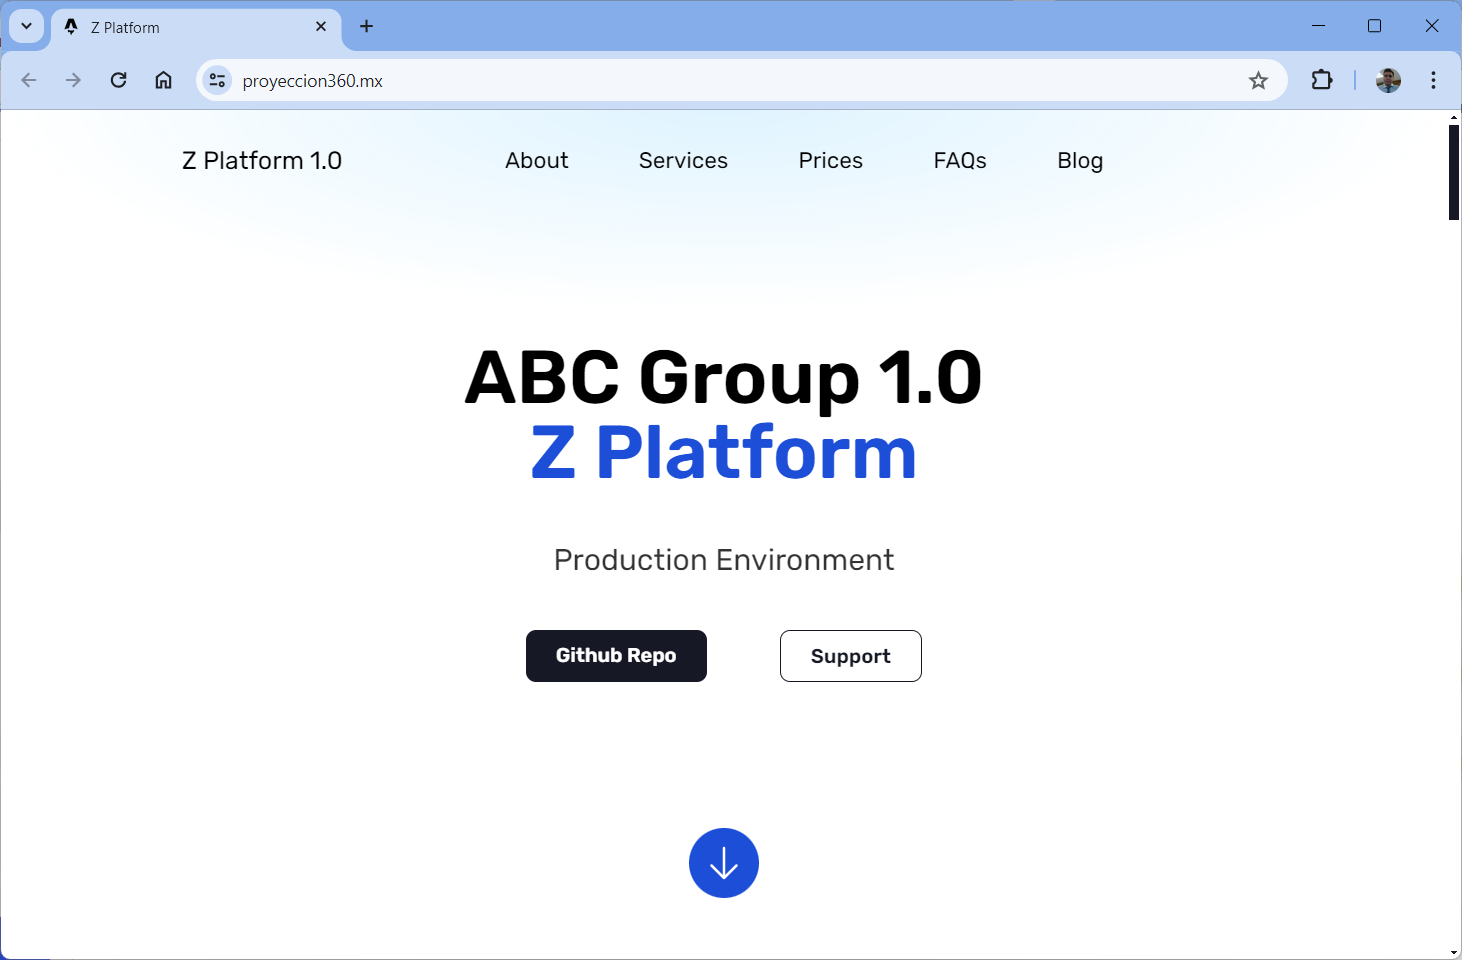 Z Platform
proyeccion360.mx
Z Platform 1.0 About Services Prices FAQs Blog
ABC Group 1.0
Z Platform
Production Environment
Github Repo Support